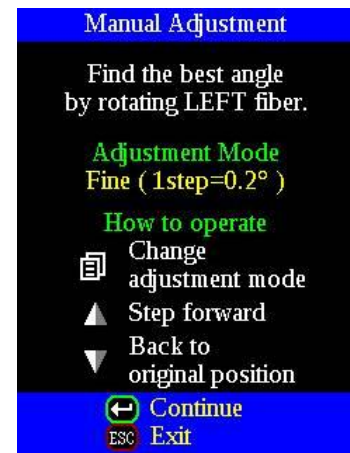 Manual Adjustment
Find the best angle
by rotating LEFT fiber.
Adjustment Mode
Fine ( 1step=0.2° )
How to operate
Change
adjustment mode
Step forward
Back to
original position
Continue
ESC Exit